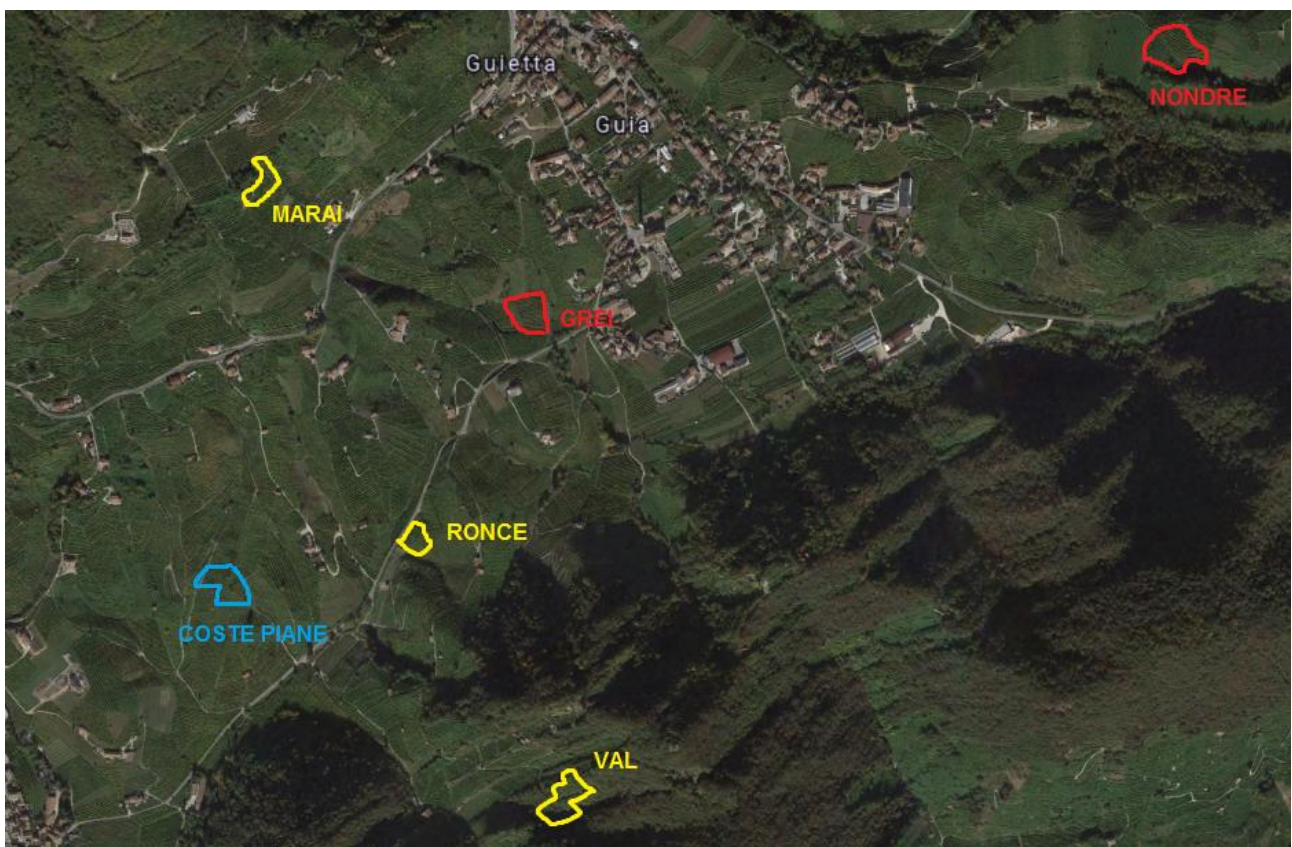 Guietta
NONDRE
Guia
MARAI
GREI
RONCE
COSTE PIANE
VAL